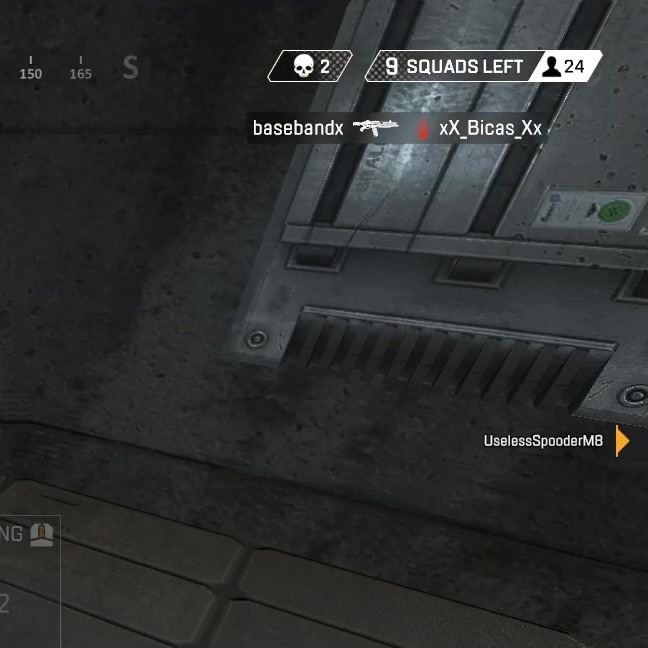 150 165 S
2
9 SQUADS LEFT 24
basebandx xX_Bicas_Xx
UselessSpooderM8
NG
2